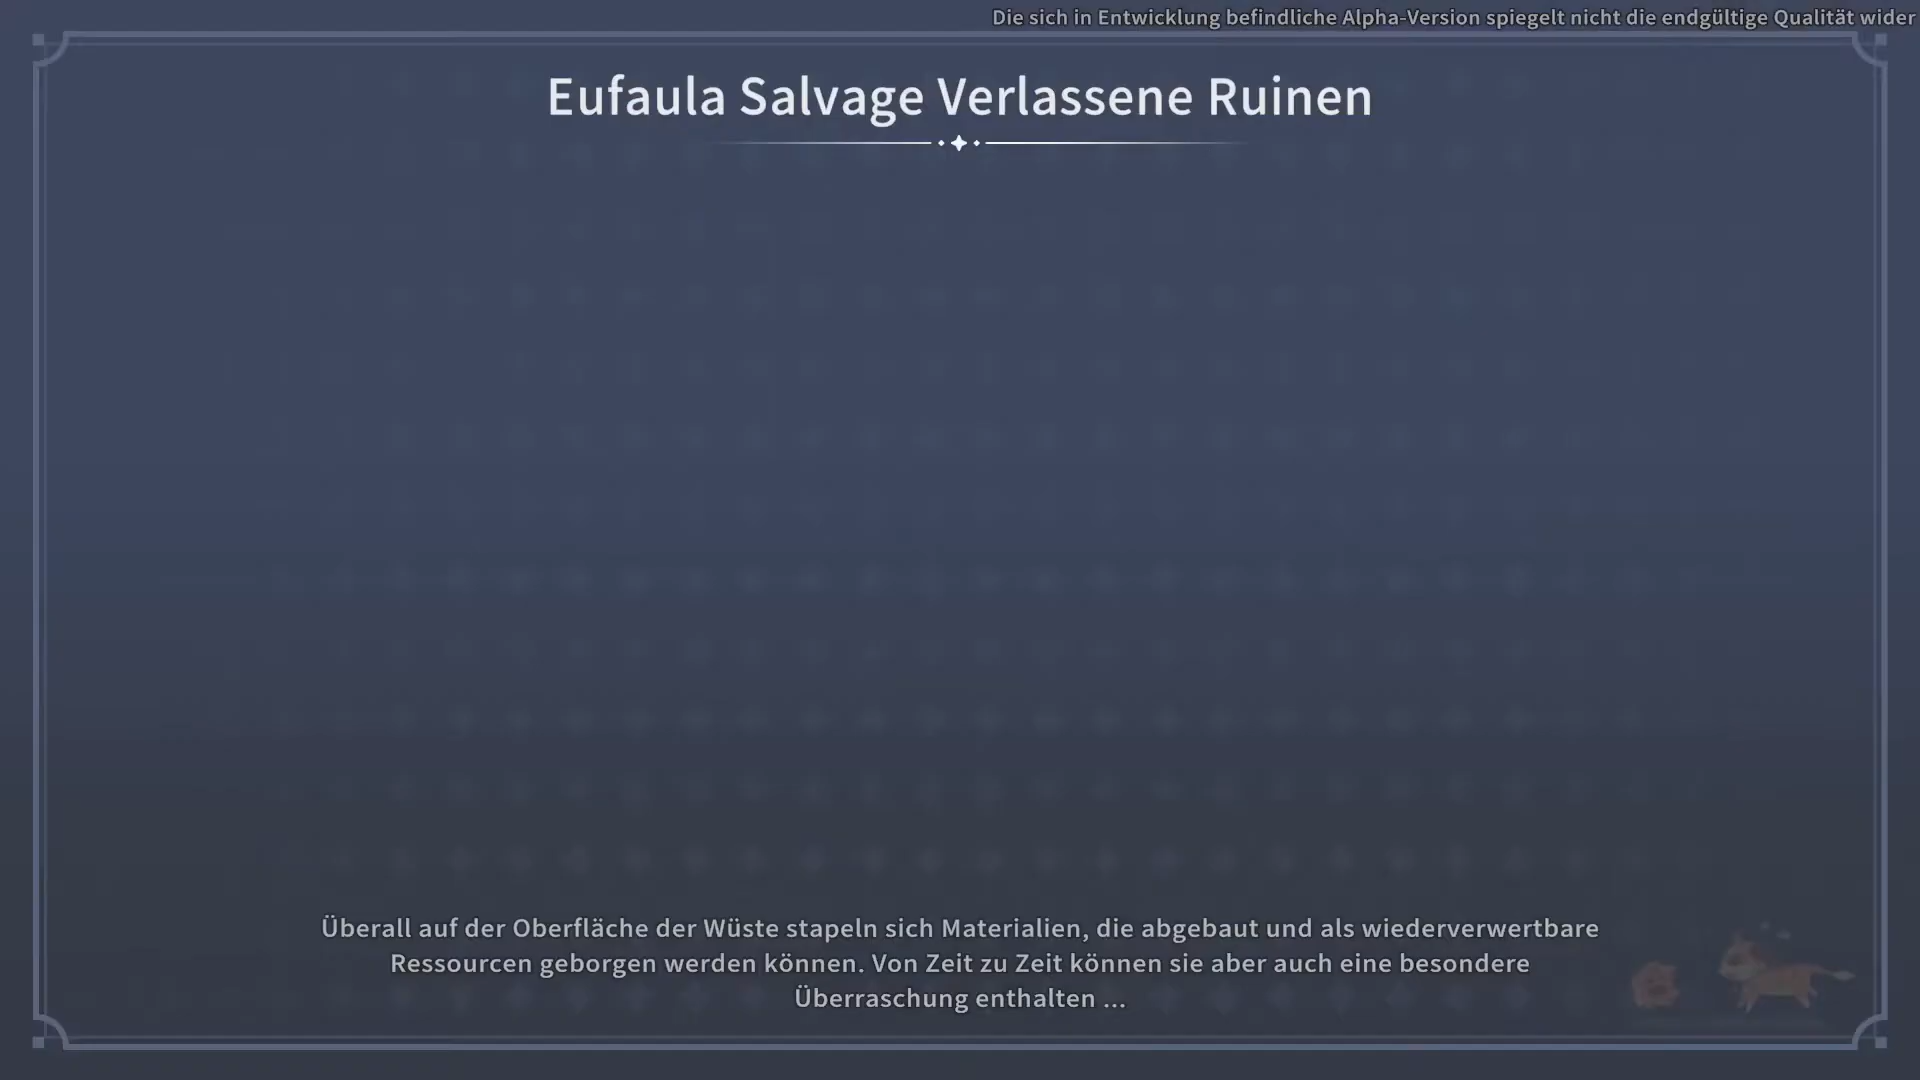 Die sich in Entwicklung befindliche Alpha-Version spiegelt nicht die endgültige Qualität wider
Eufaula Salvage Verlassene Ruinen
Überall auf der Oberfläche der Wüste stapeln sich Materialien, die abgebaut und als wiederverwertbare
Ressourcen geborgen werden können. Von Zeit zu Zeit können sie aber auch eine besondere
Überraschung enthalten ...